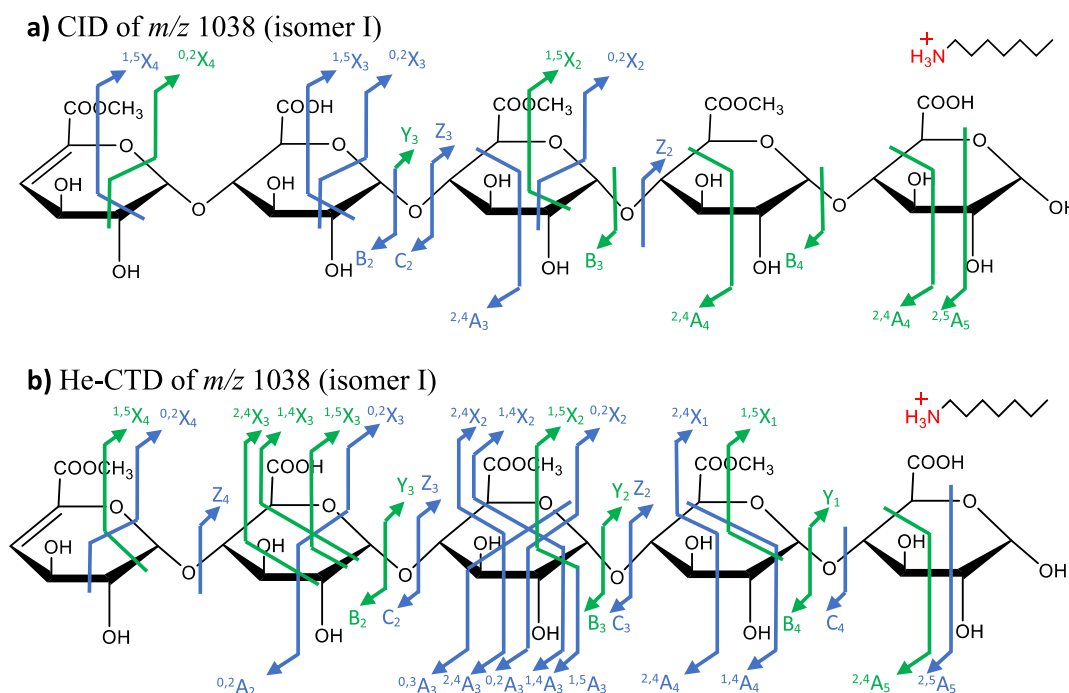 a) CID of m/z 1038 (isomer I)
1,5X4 0,2X4 1,5X3 0,2X3 1,5X2 0,2X2 H3N +
COOCH3 COOH COOCH3 COOCH3 COOH
Y3 Z3 Z2
O O O O O
OH OH OH OH OH
O O O O OH
OH OH OH OH OH
B2 C2 B3 B4
2,4A3 2,4A4 2,4A4 2,5A5
b) He-CTD of m/z 1038 (isomer I)
1,5X4 0,2X4 2,4X3 1,4X3 1,5X3 0,2X3 2,4X2 1,4X2 1,5X2 0,2X2 2,4X1 1,5X1 H3N +
COOCH3 COOH COOCH3 COOCH3 COOH
Z4 Y3 Z3 Y2 Z2 Y1
O O O O O
OH OH OH OH OH
O O O O OH
OH OH OH OH OH
B2 C2 B3 C3 B4 C4
0,2A2 0,3A3 2,4A3 0,2A3 1,4A3 1,5A3 2,4A4 1,4A4 2,4A5 2,5A5